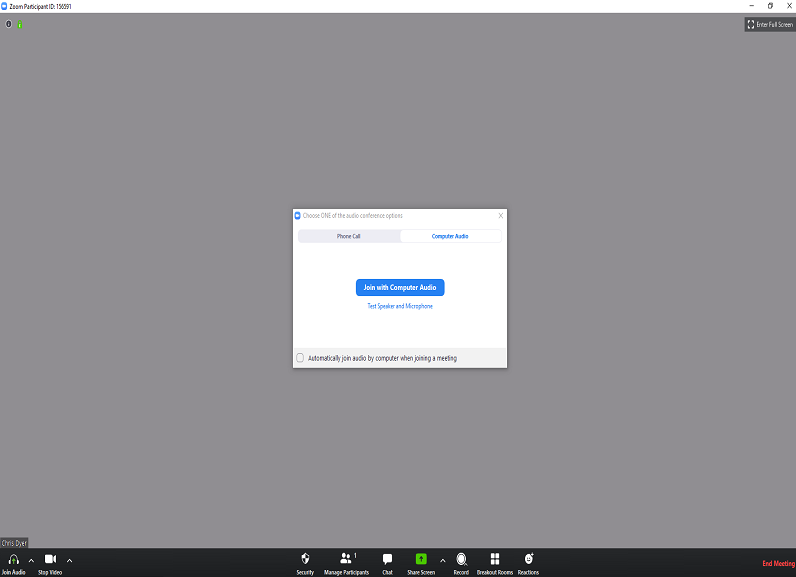 Zoom Participant ID: 156591
Enter Full Screen
Choose ONE of the audio conference options
Phone Call
Computer Audio
Join with Computer Audio
Test Speaker and Microphone
Automatically join audio by computer when joining a meeting
Chris Dyer
1
Join Audio
Stop Video
Security
Manage Participants
Chat
Share Screen
Record
Breakout Rooms
Reactions
End Meeting